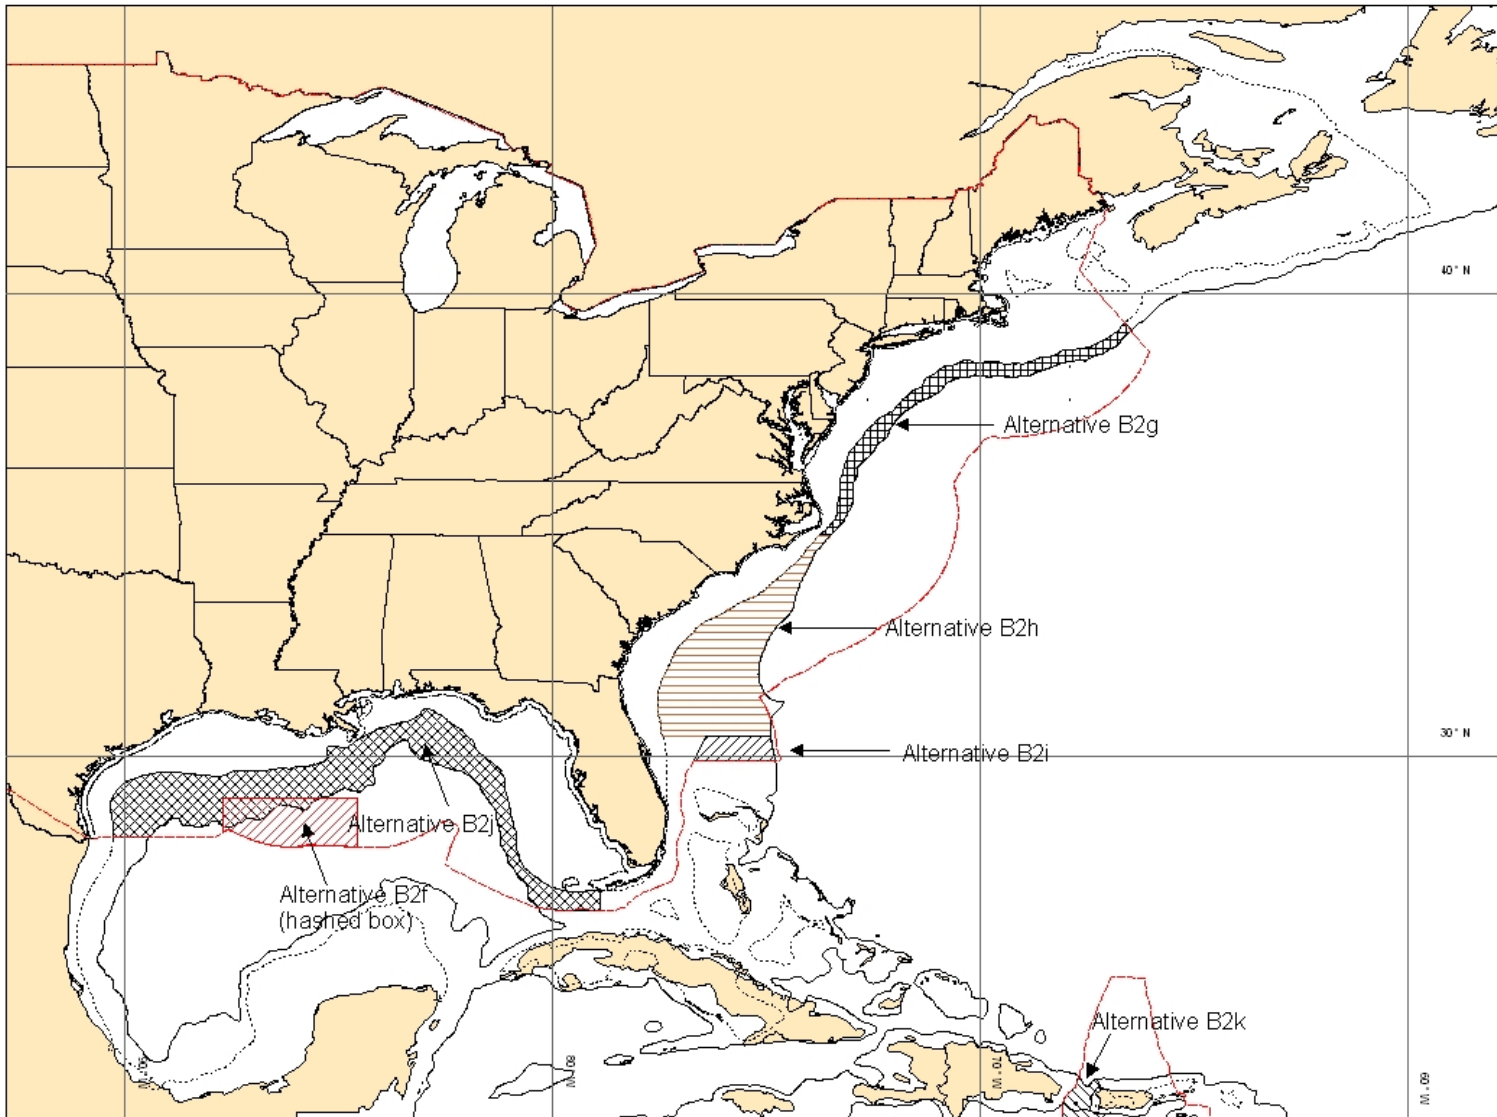 40° N
Alternative B2g
Alternative B2h
30° N
Alternative B2i
Alternative B2j
Alternative B2f
(hashed box)
Alternative B2k
90° W
80° W
70° W
60° W